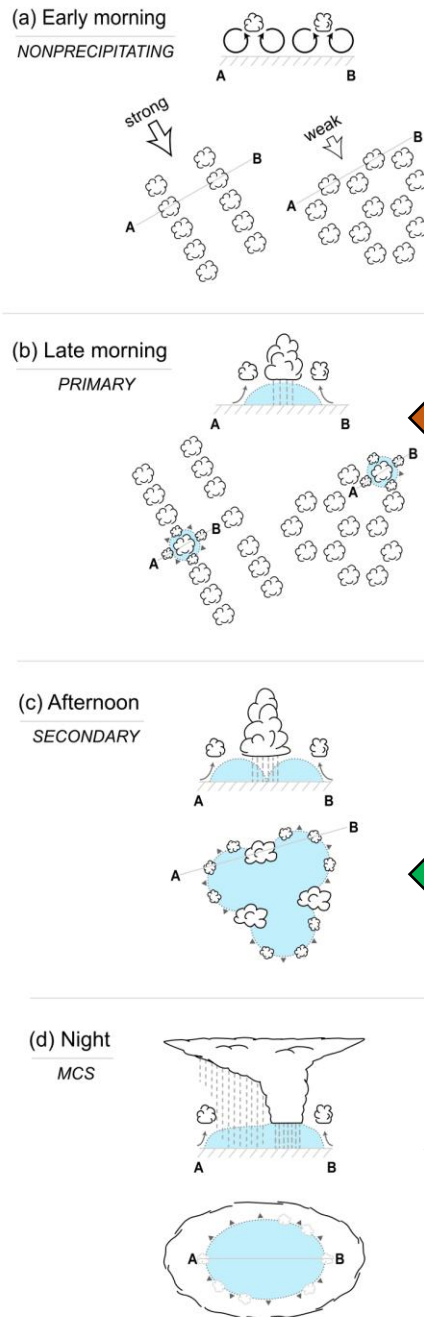 (a) Early morning
NONPRECIPITATING
A B
strong
weak
B
B
A
A
(b) Late morning
PRIMARY
A B
B
B
A
A
(c) Afternoon
SECONDARY
A B
B
A
(d) Night
MCS
A B
A B